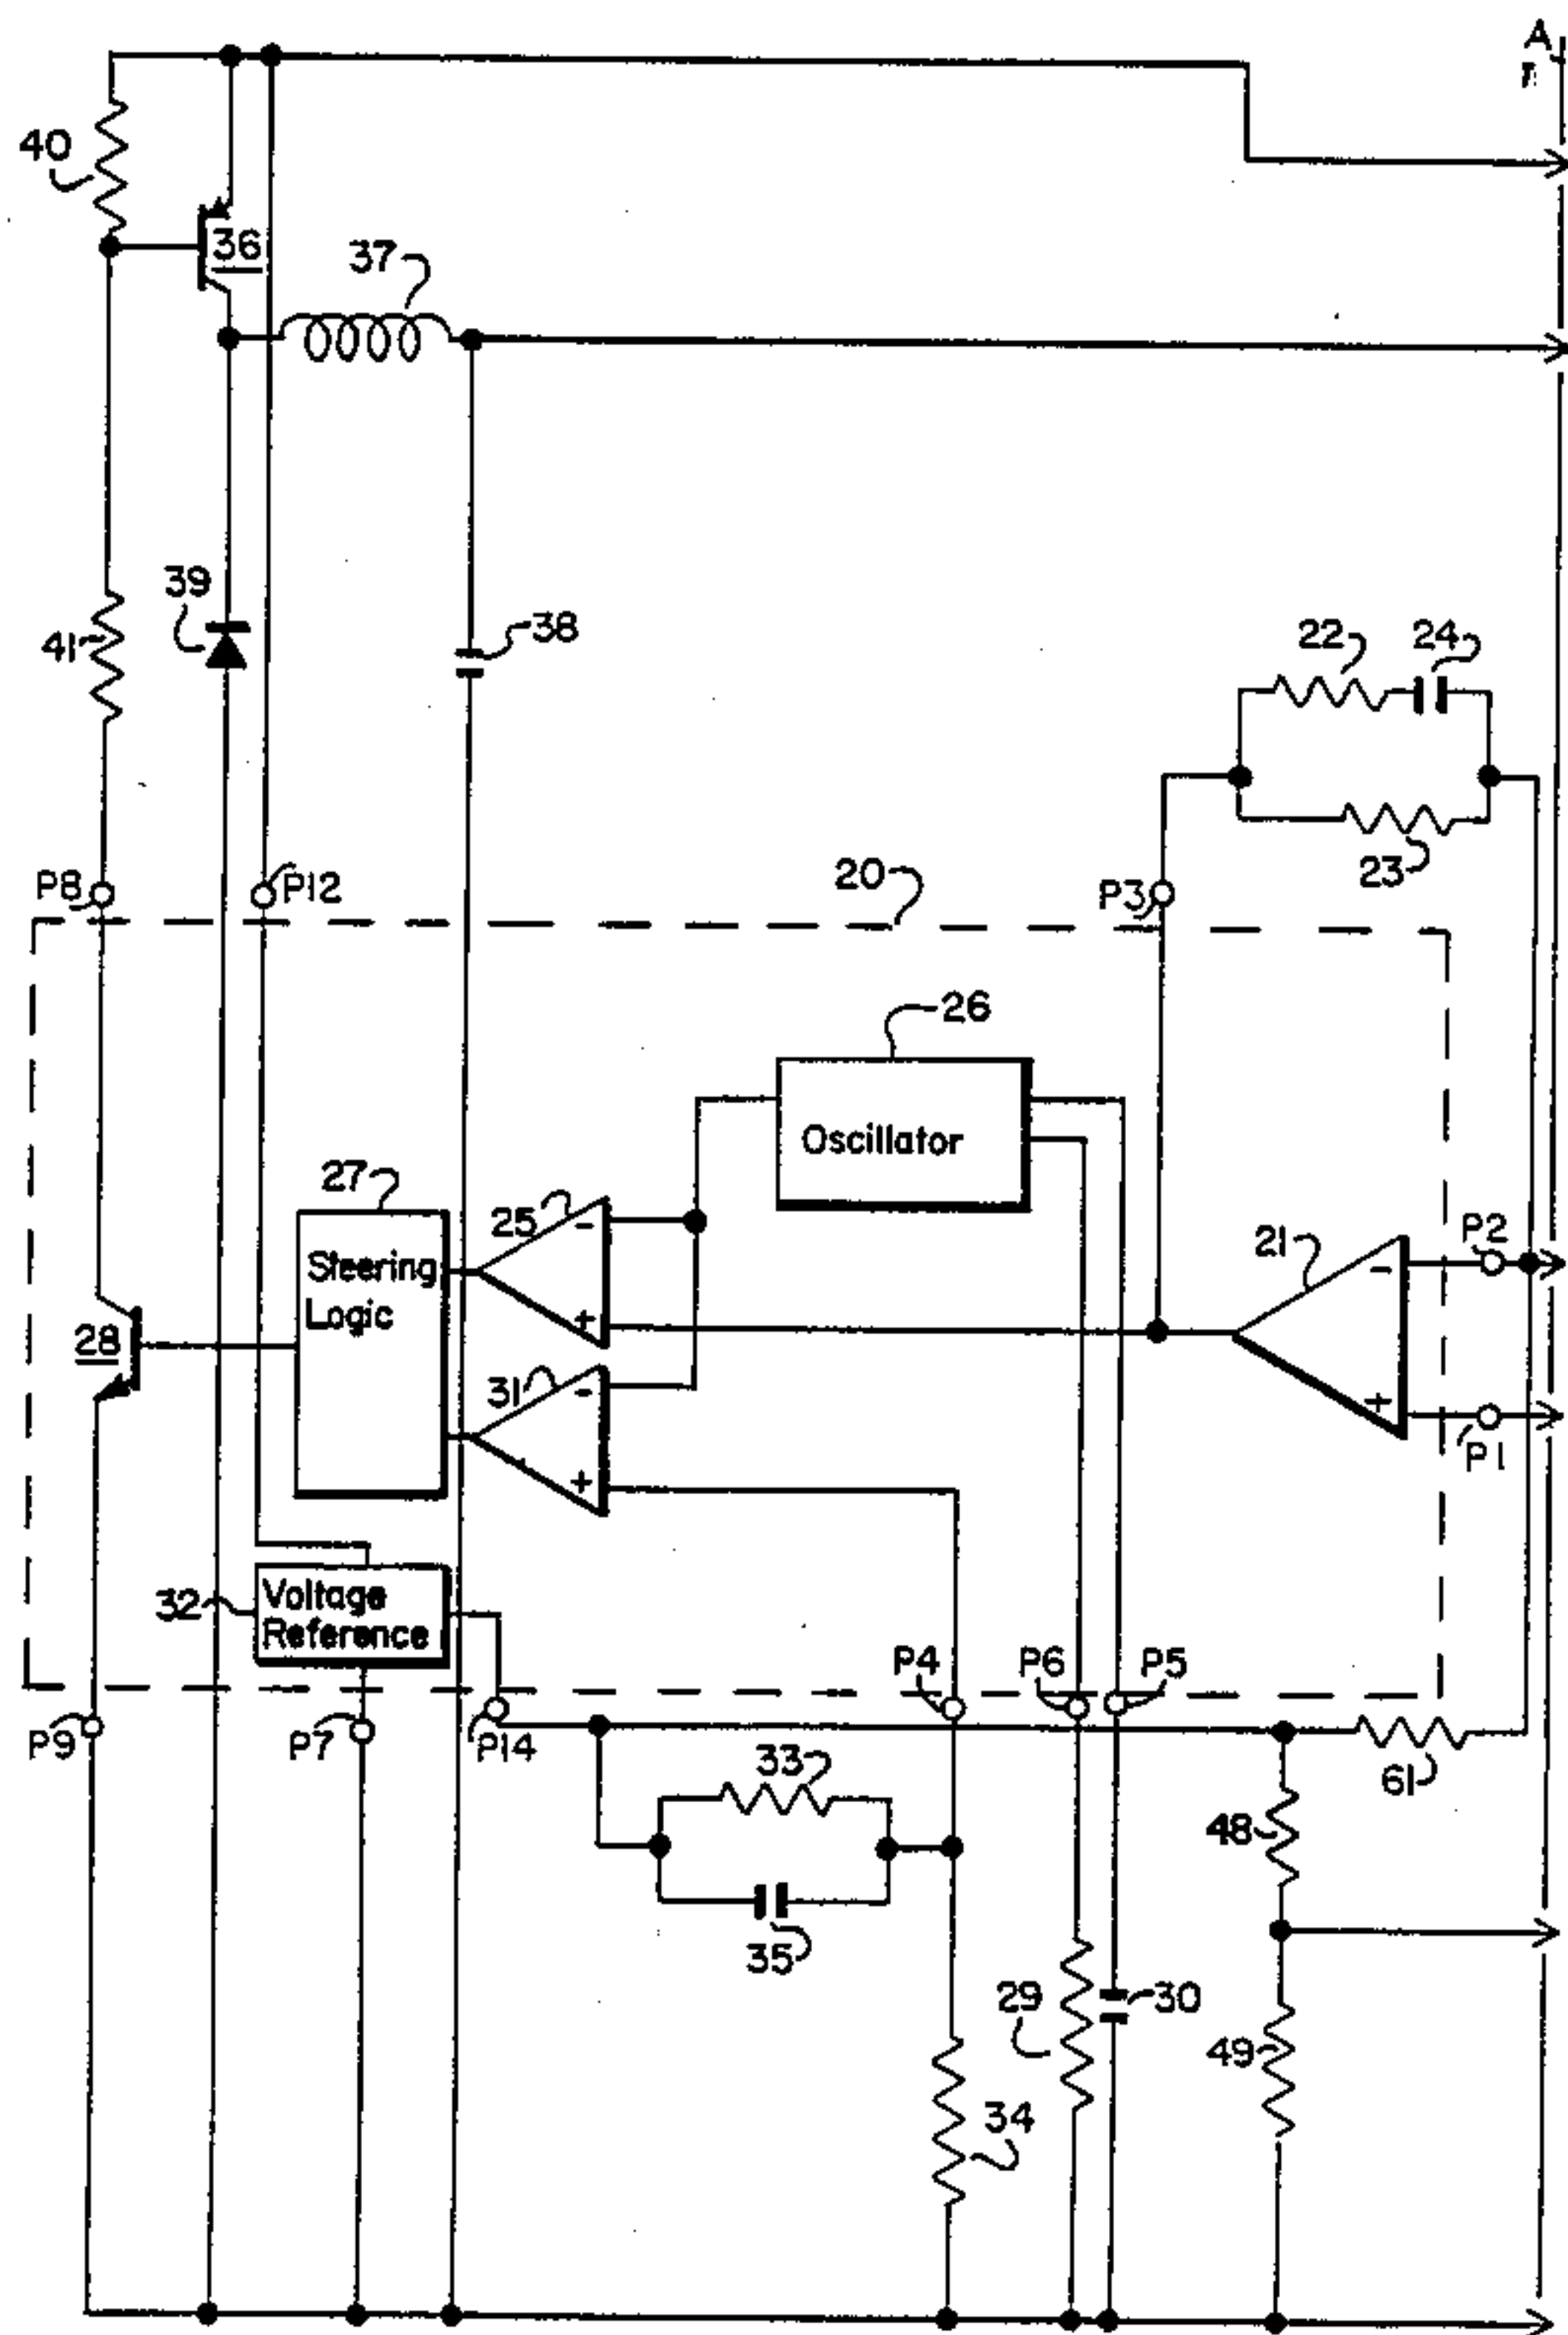 A
40
36
37
39
41
38
22
24
23
P8
P12
20
P3
26
Oscillator
27
25
-
Steering
Logic
+
21
-
P2
28
31
-
+
+
P1
32
Voltage
Reference
P4
P6
P5
P9
P7
P14
61
33
48
35
29
30
49
34